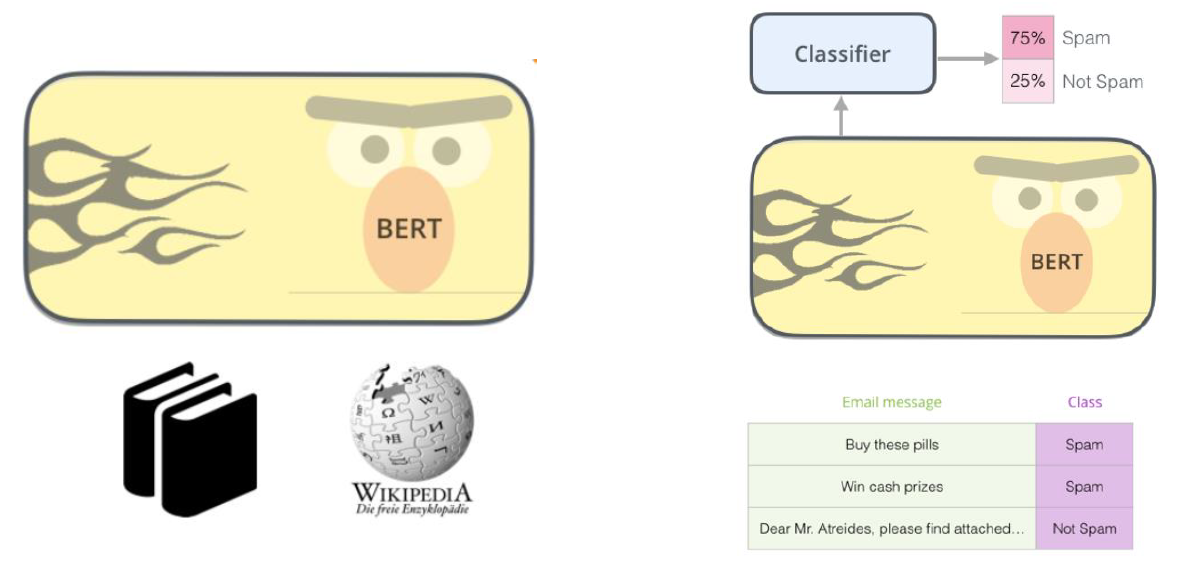 BERT
WIKIPEDIA
Die freie Enzyklopädie
Classifier
75% Spam
25% Not Spam
BERT
Email message Class
Buy these pills Spam
Win cash prizes Spam
Dear Mr. Atreides, please find attached... Not Spam